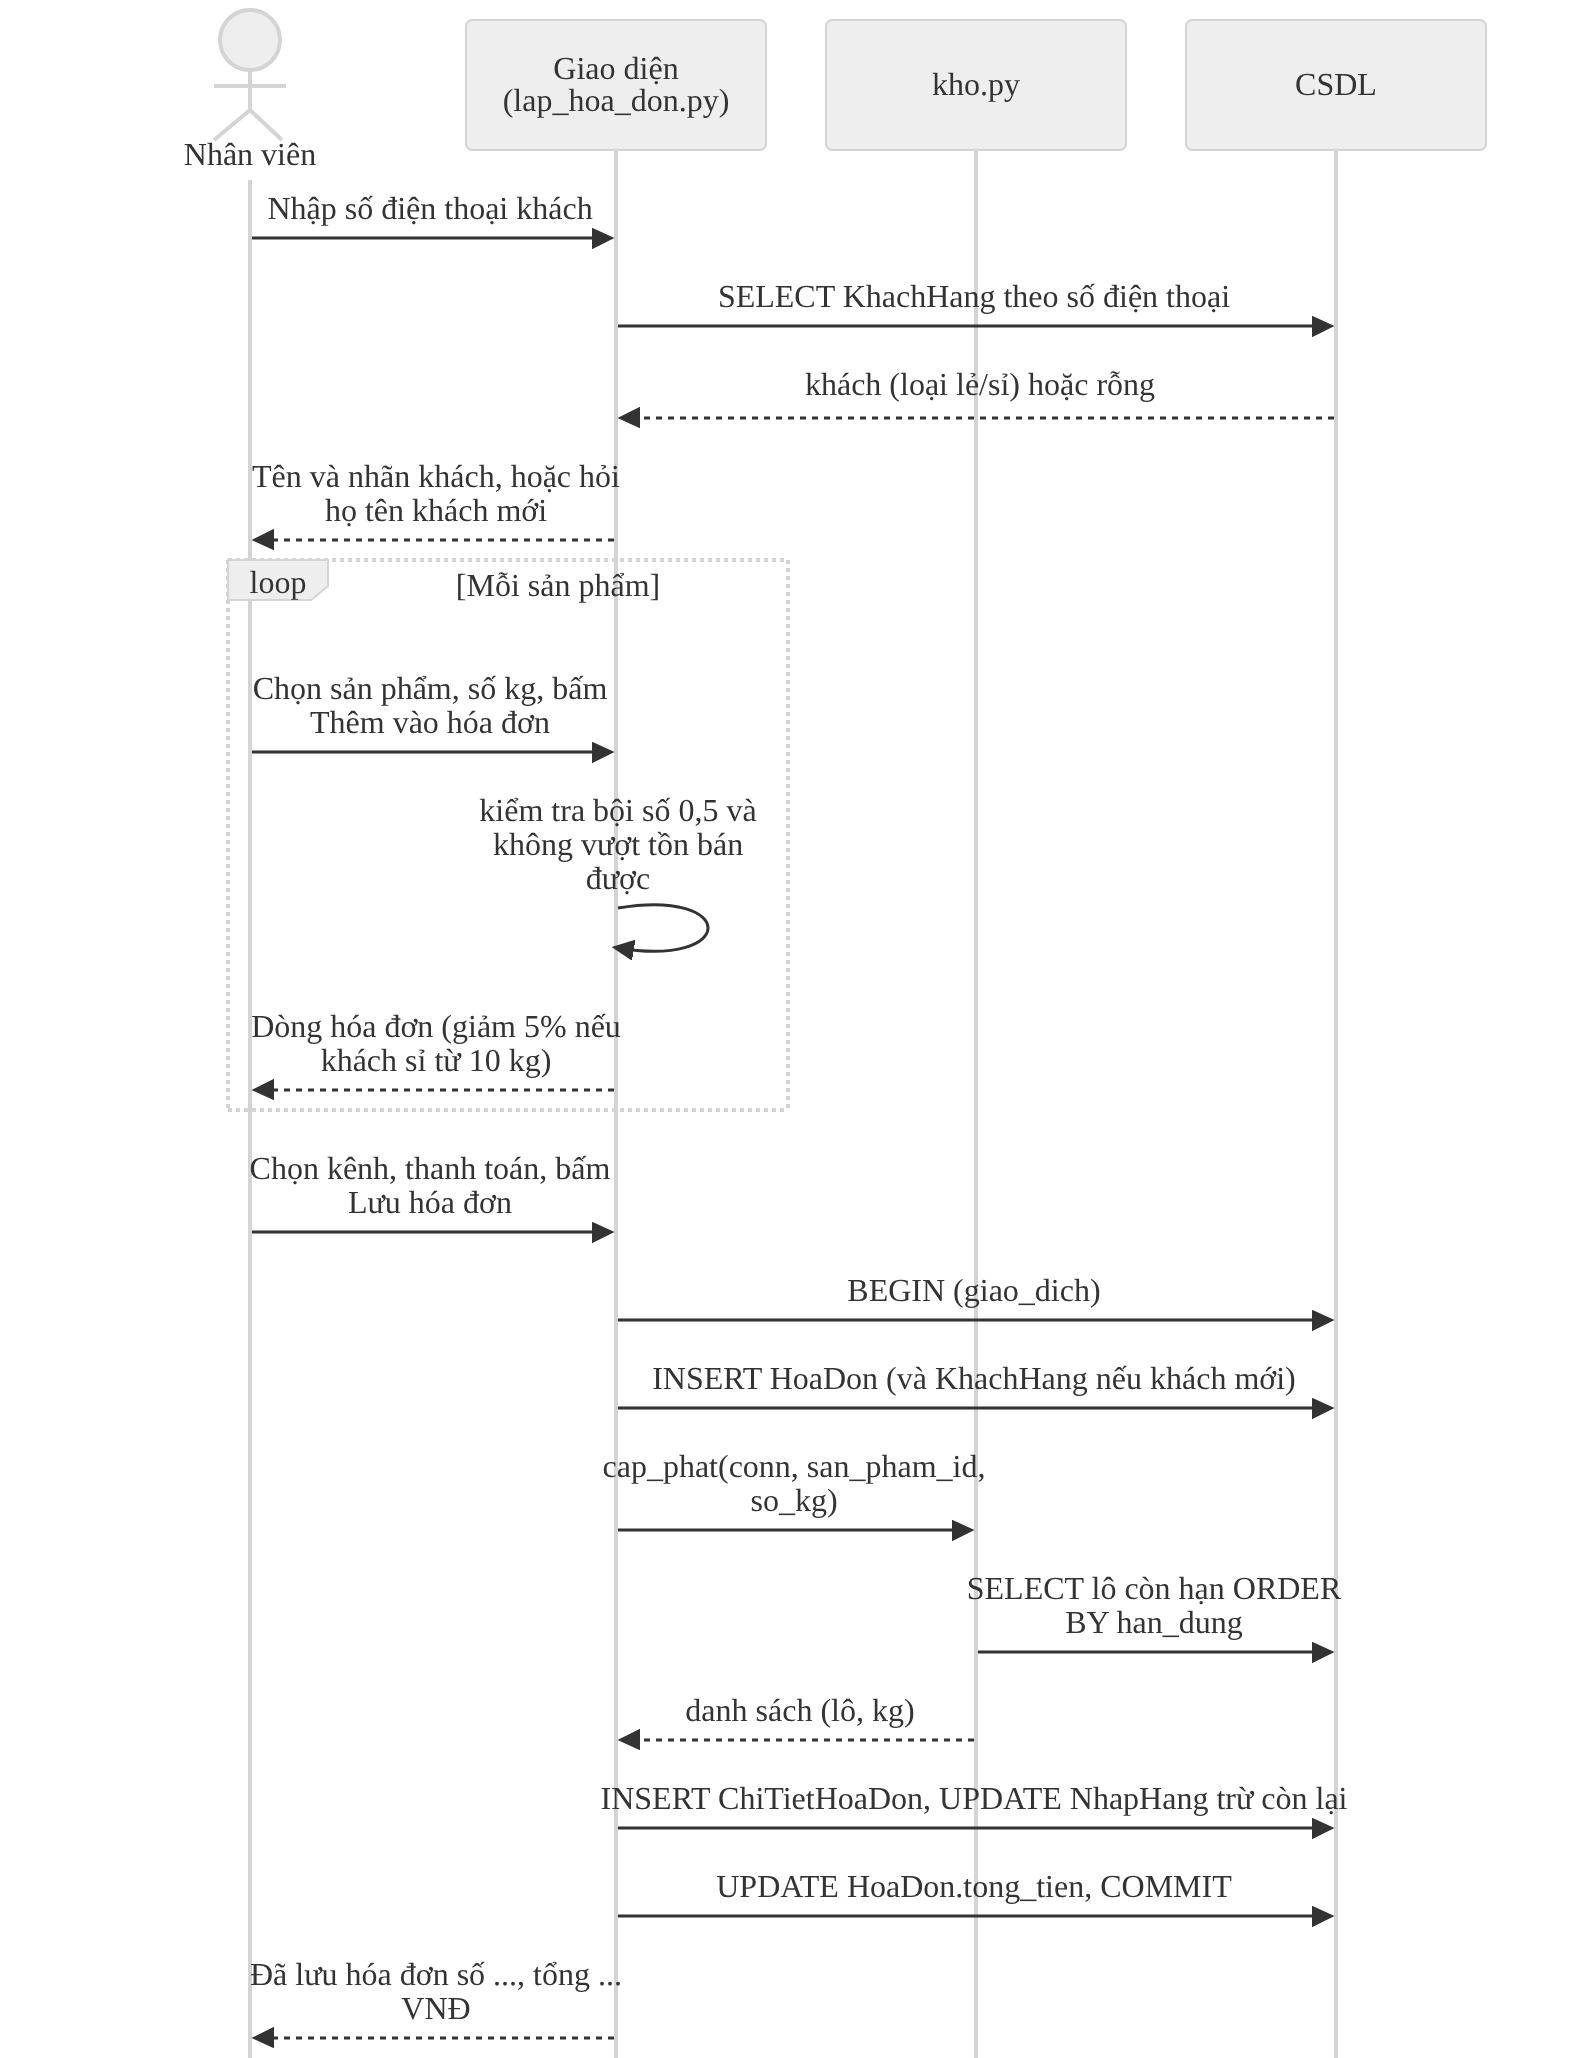 Nhân viên
Giao diện
(lap_hoa_don.py)
kho.py
CSDL
Nhập số điện thoại khách
SELECT KhachHang theo số điện thoại
khách (loại lẻ/sỉ) hoặc rỗng
Tên và nhãn khách, hoặc hỏi
họ tên khách mới
loop
[Mỗi sản phẩm]
Chọn sản phẩm, số kg, bấm
Thêm vào hóa đơn
kiểm tra bội số 0,5 và
không vượt tồn bán
được
Dòng hóa đơn (giảm 5% nếu
khách sỉ từ 10 kg)
Chọn kênh, thanh toán, bấm
Lưu hóa đơn
BEGIN (giao_dich)
INSERT HoaDon (và KhachHang nếu khách mới)
cap_phat(conn, san_pham_id,
so_kg)
SELECT lô còn hạn ORDER
BY han_dung
danh sách (lô, kg)
INSERT ChiTietHoaDon, UPDATE NhapHang trừ còn lại
UPDATE HoaDon.tong_tien, COMMIT
Đã lưu hóa đơn số ..., tổng ...
VNĐ